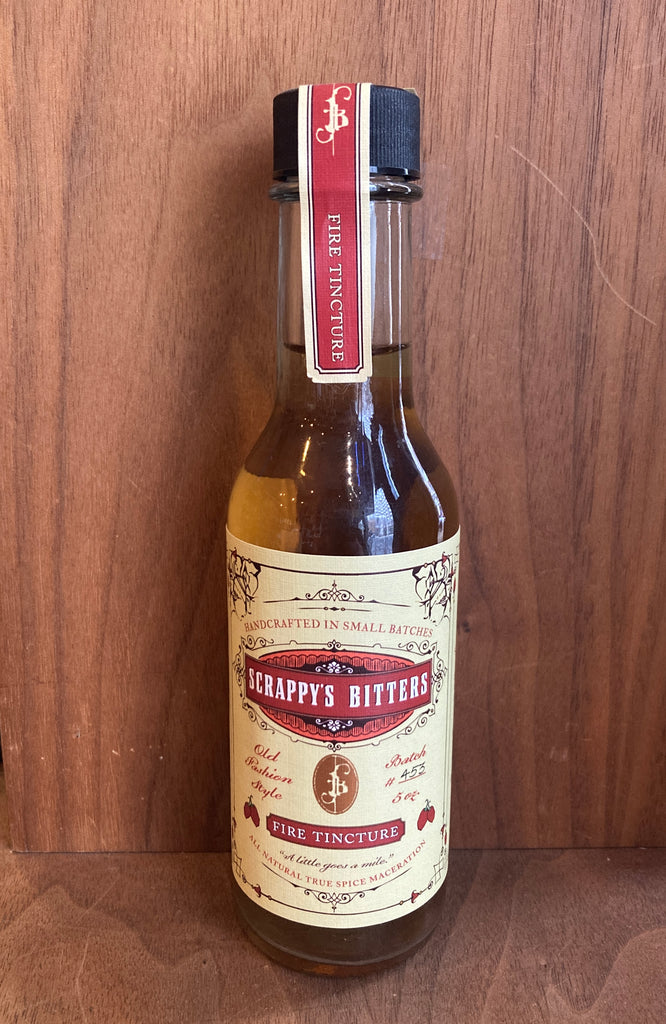 FIRE TINCTURE
HANDCRAFTED IN SMALL BATCHES
SCRAPPY'S BITTERS
Old
Fashion
Style
Batch
# 453
5 oz
FIRE TINCTURE
"A little goes a mile."
ALL NATURAL TRUE SPICE MACERATION